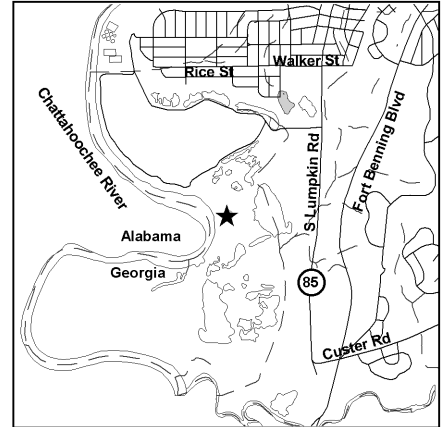 Walker St
Rice St
Chattahoochee River
Fort Benning Blvd
S Lumpkin Rd
Alabama
Georgia
85
Custer Rd